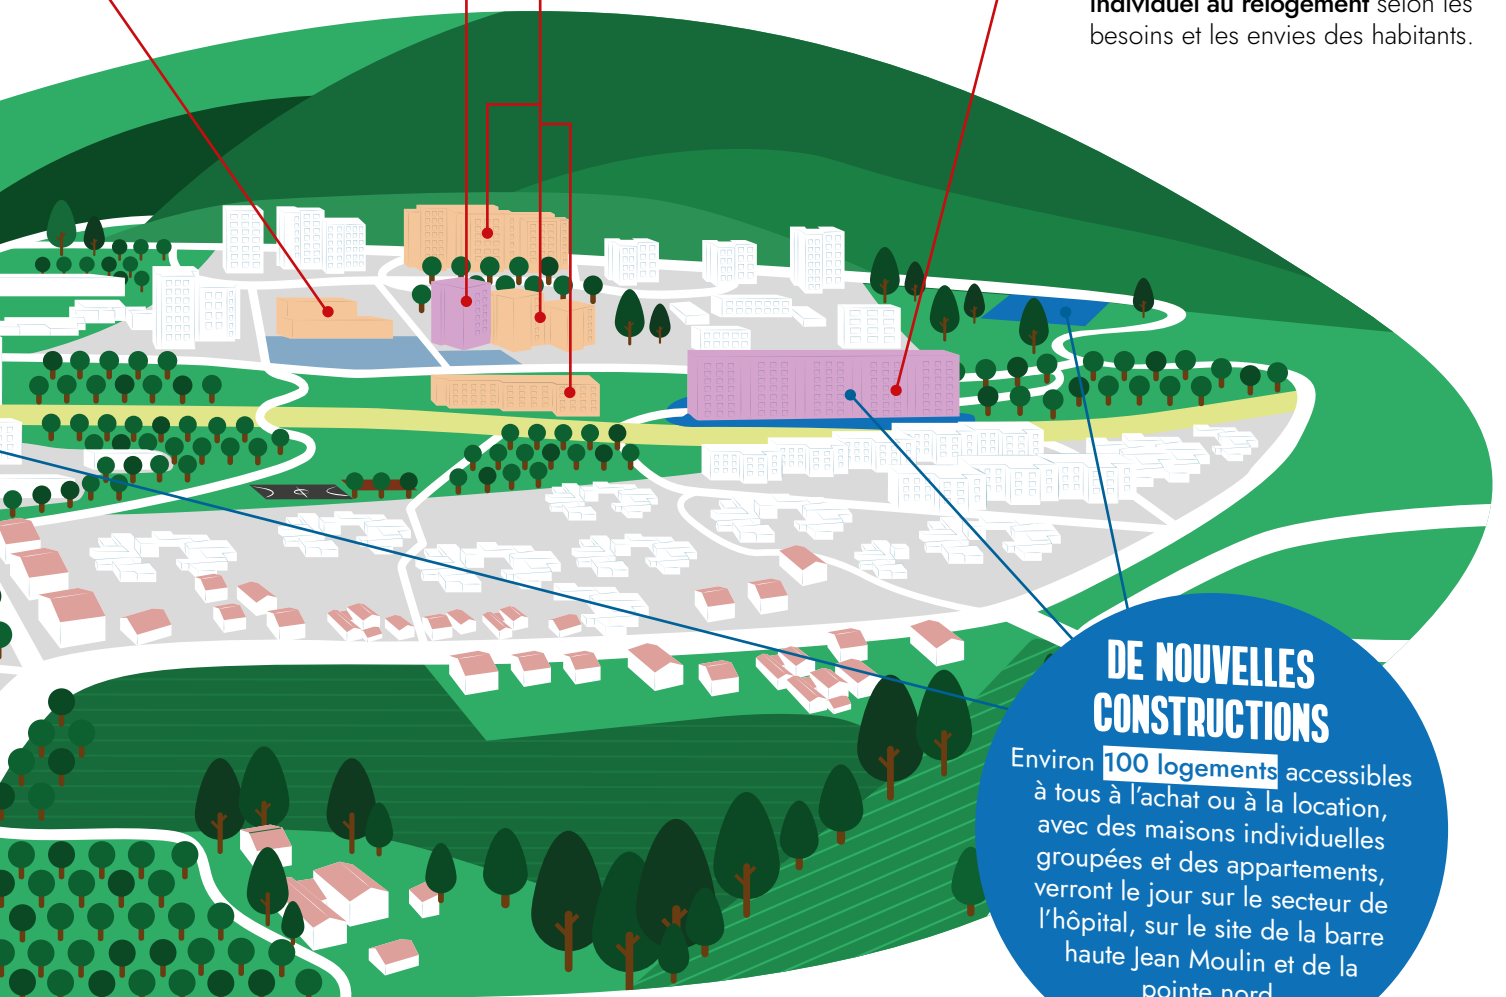 individuel au relogement selon les
besoins et les envies des habitants.
DE NOUVELLES
CONSTRUCTIONS
Environ 100 logements accessibles
à tous à l'achat ou à la location,
avec des maisons individuelles
groupées et des appartements,
verront le jour sur le secteur de
l'hôpital, sur le site de la barre
haute Jean Moulin et de la
pointe nord